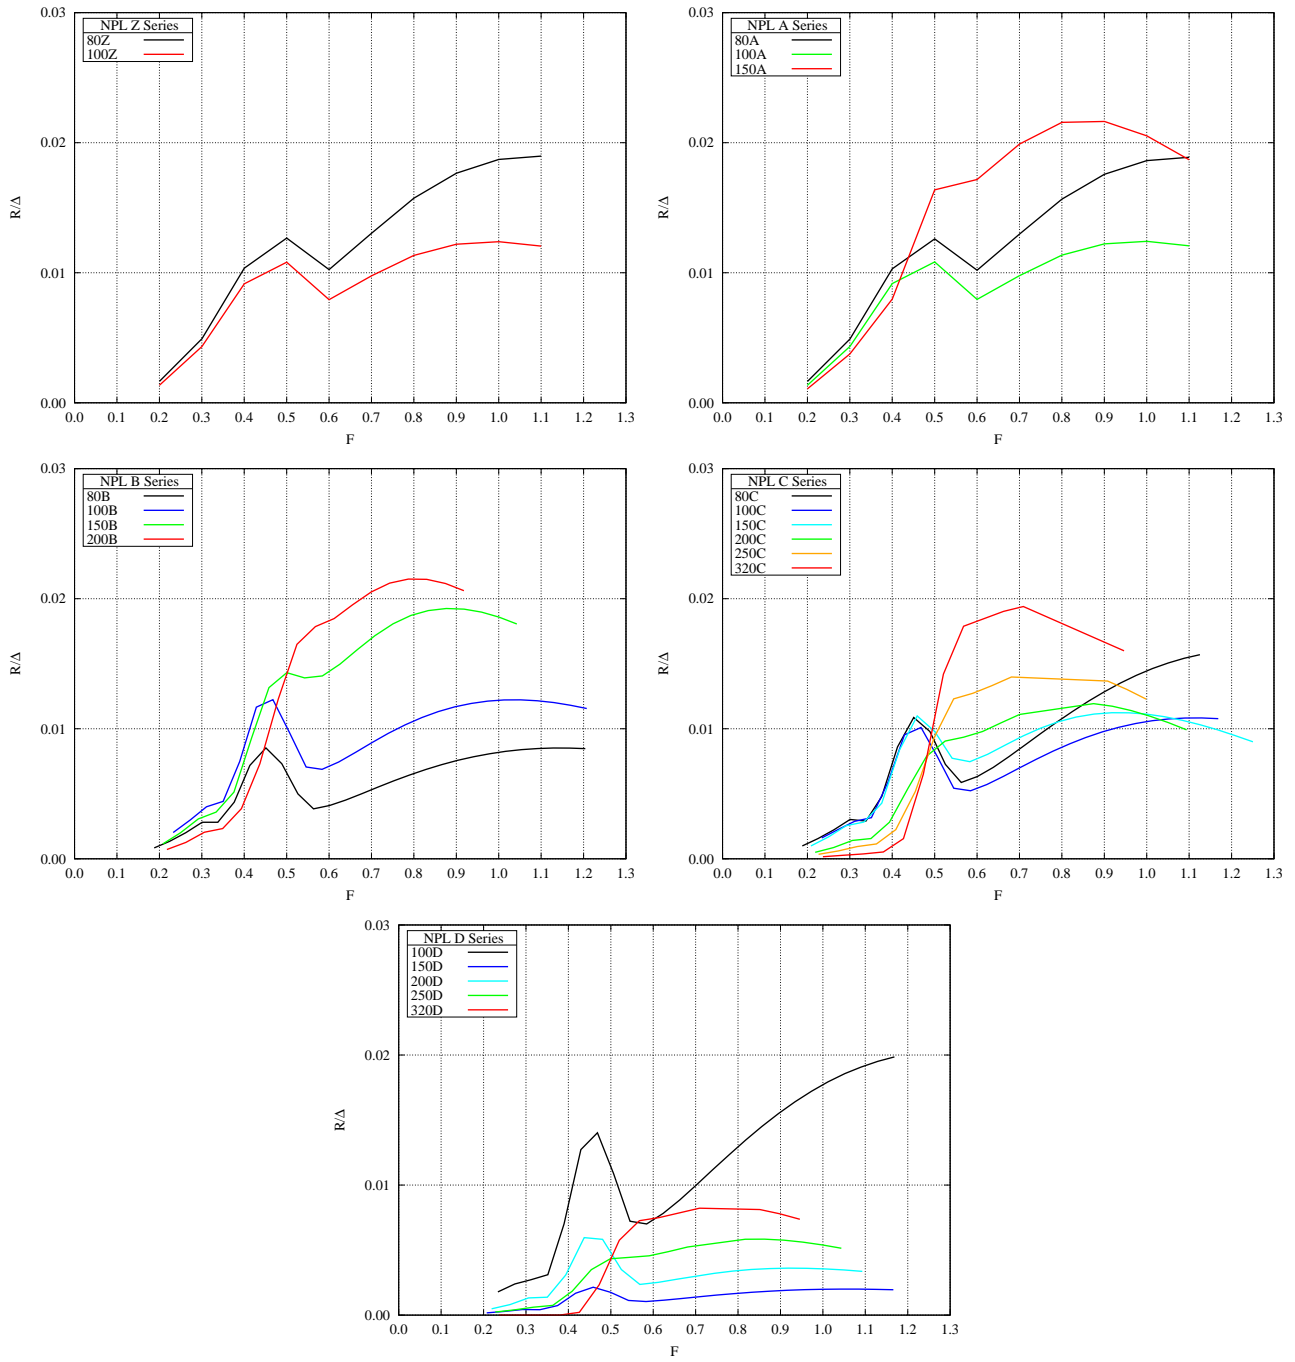 NPL Z Series
80Z
100Z
0.03
0.02
0.01
0.00
R/Δ
0.0 0.1 0.2 0.3 0.4 0.5 0.6 0.7 0.8 0.9 1.0 1.1 1.2 1.3
F
NPL A Series
80A
100A
150A
0.03
0.02
0.01
0.00
R/Δ
0.0 0.1 0.2 0.3 0.4 0.5 0.6 0.7 0.8 0.9 1.0 1.1 1.2 1.3
F
NPL B Series
80B
100B
150B
200B
0.03
0.02
0.01
0.00
R/Δ
0.0 0.1 0.2 0.3 0.4 0.5 0.6 0.7 0.8 0.9 1.0 1.1 1.2 1.3
F
NPL C Series
80C
100C
150C
200C
250C
320C
0.03
0.02
0.01
0.00
R/Δ
0.0 0.1 0.2 0.3 0.4 0.5 0.6 0.7 0.8 0.9 1.0 1.1 1.2 1.3
F
NPL D Series
100D
150D
200D
250D
320D
0.03
0.02
0.01
0.00
R/Δ
0.0 0.1 0.2 0.3 0.4 0.5 0.6 0.7 0.8 0.9 1.0 1.1 1.2 1.3
F